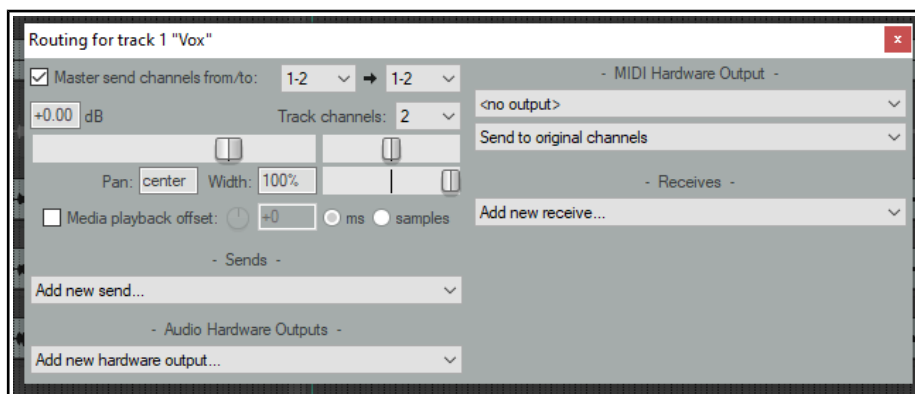 Routing for track 1 "Vox"
x
Master send channels from/to: 1-2 → 1-2
+0.00 dB Track channels: 2
Pan: center Width: 100%
Media playback offset: +0 ms samples
- Sends -
Add new send...
- Audio Hardware Outputs -
Add new hardware output...
- MIDI Hardware Output -
<no output>
Send to original channels
- Receives -
Add new receive...